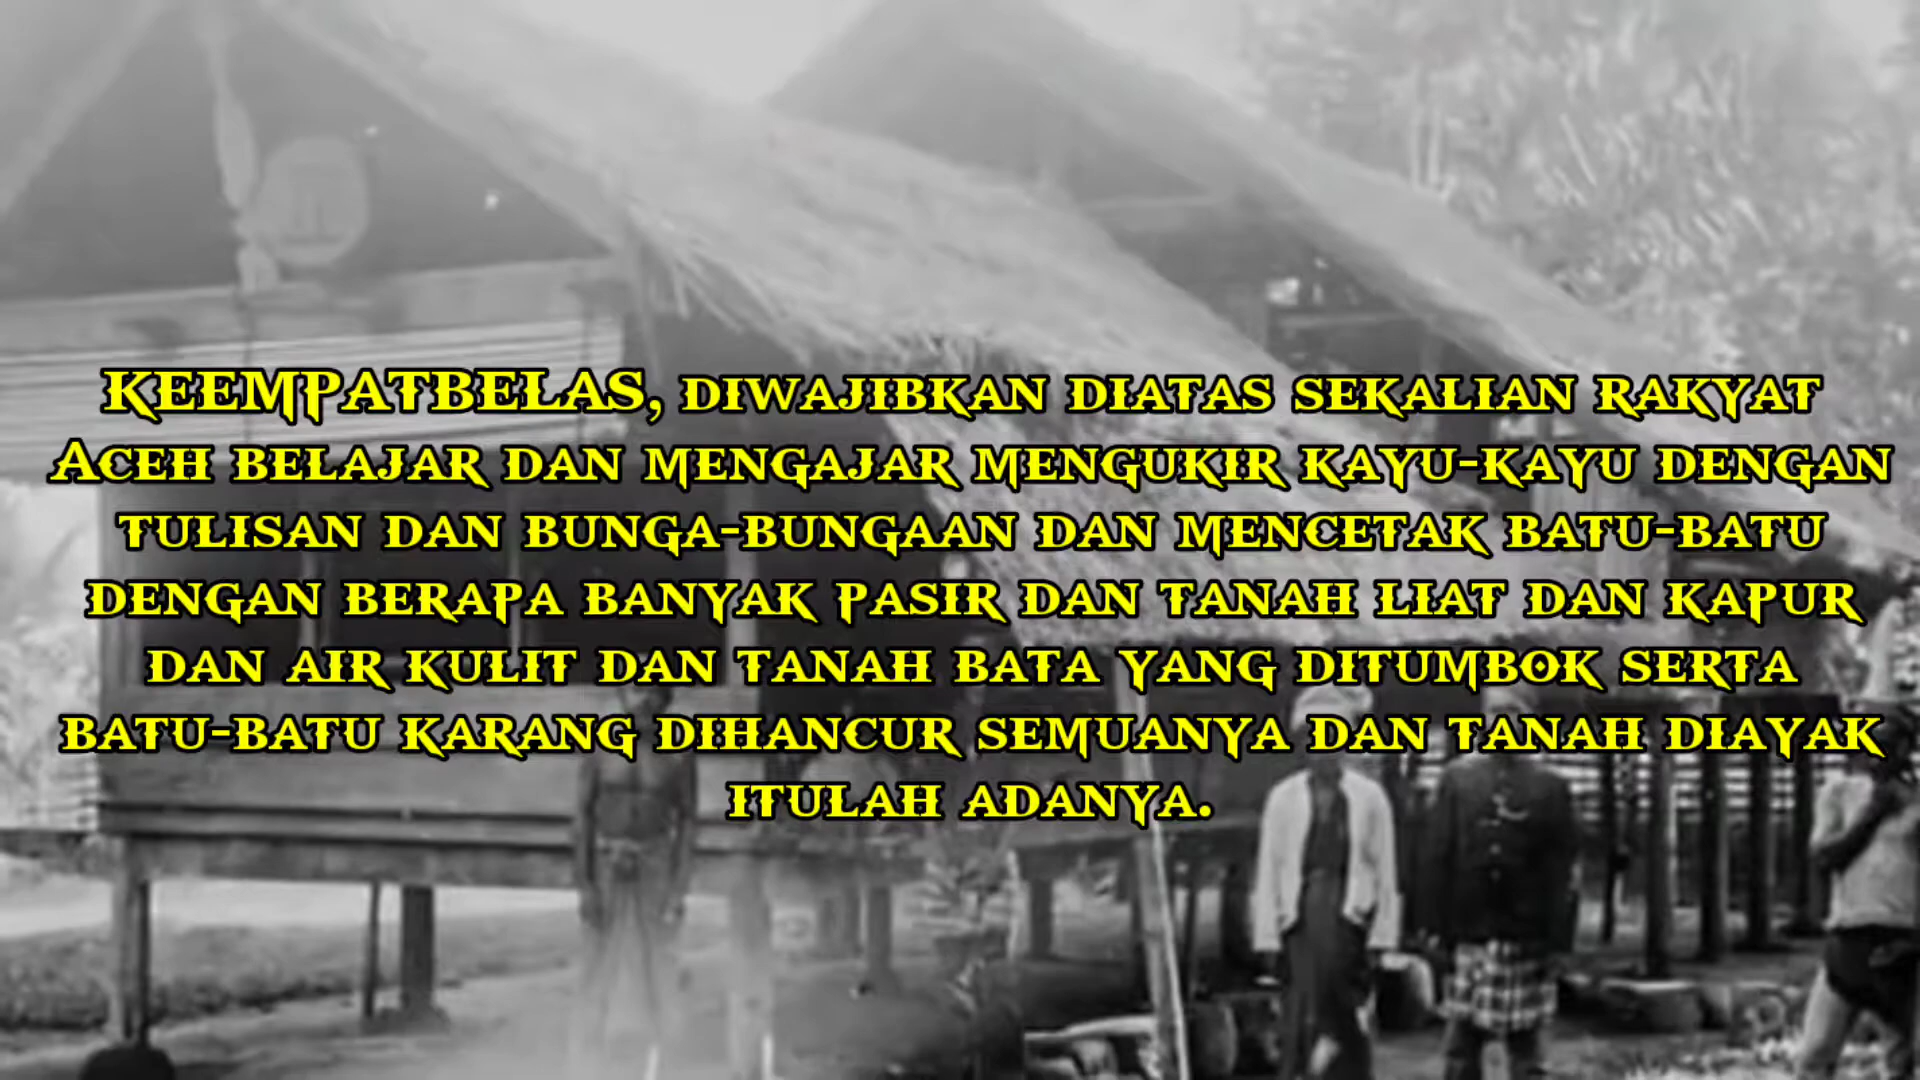 KEEMPATBELAS, DIWAJIBKAN DIATAS SEKALIAN RAKYAT
ACEH BELAJAR DAN MENGAJAR MENGUKIR KAYU-KAYU DENGAN
TULISAN DAN BUNGA-BUNGAAN DAN MENCETAK BATU-BATU
DENGAN BERAPA BANYAK PASIR DAN TANAH LIAT DAN KAPUR
DAN AIR KULIT DAN TANAH BATA YANG DITUMBOK SERTA
BATU-BATU KARANG DIHANCUR SEMUANYA DAN TANAH DIAYAK
ITULAH ADANYA.